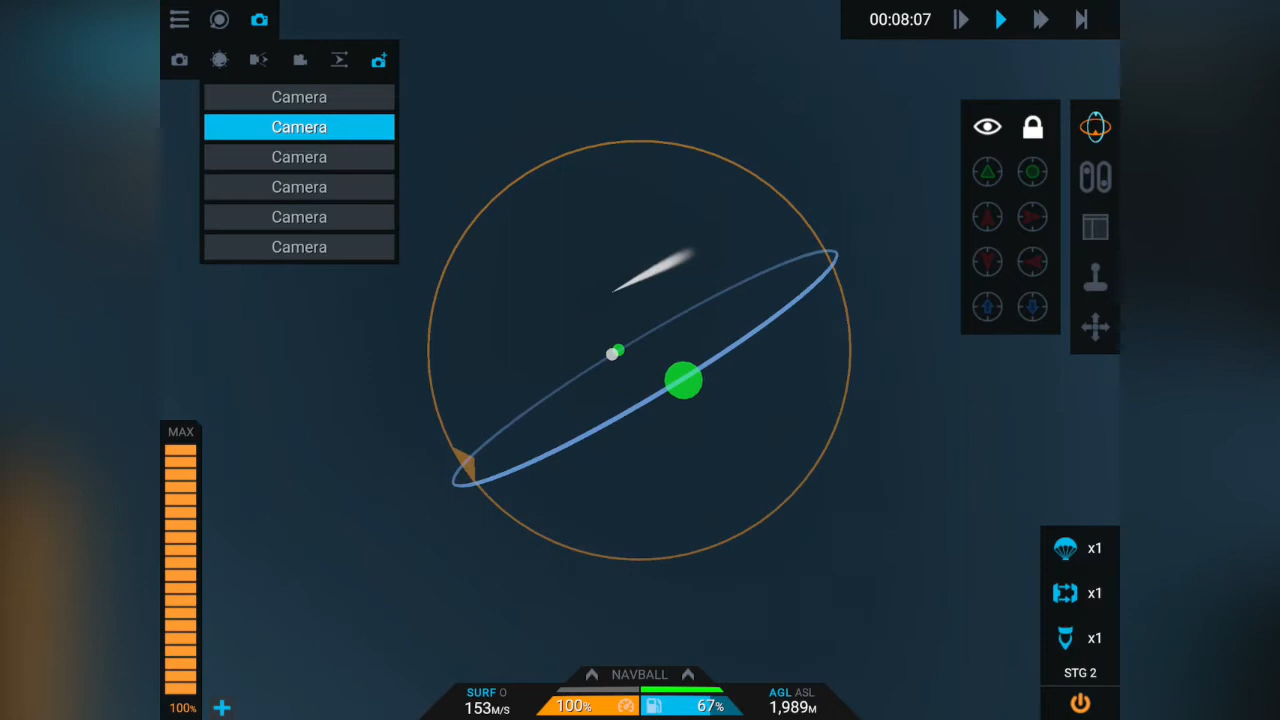 00:08:07
Camera
Camera
Camera
Camera
Camera
Camera
MAX
100%
x1
x1
x1
STG 2
NAVBALL
SURF O
153M/S
100%
67%
AGL ASL
1,989M